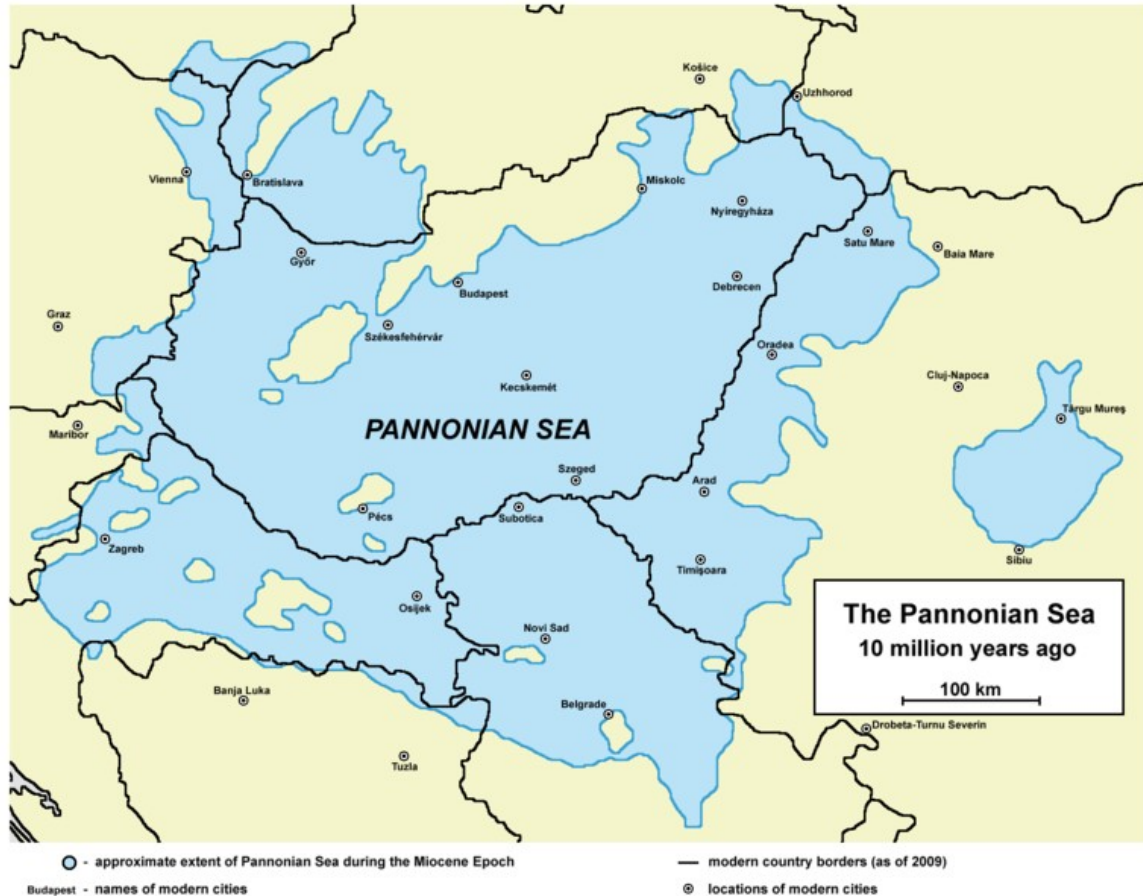 Košice
Uzhhorod
Vienna
Bratislava
Miskolc
Nyíregyháza
Satu Mare
Baia Mare
Győr
Budapest
Debrecen
Graz
Székesfehérvár
Oradea
Kecskemét
Cluj-Napoca
Târgu Mureş
Maribor
PANNONIAN SEA
Szeged
Arad
Pécs
Subotica
Zagreb
Timişoara
Sibiu
Osijek
Novi Sad
The Pannonian Sea
10 million years ago
100 km
Banja Luka
Belgrade
Drobeta-Turnu Severin
Tuzla
- approximate extent of Pannonian Sea during the Miocene Epoch
modern country borders (as of 2009)
Budapest - names of modern cities
locations of modern cities